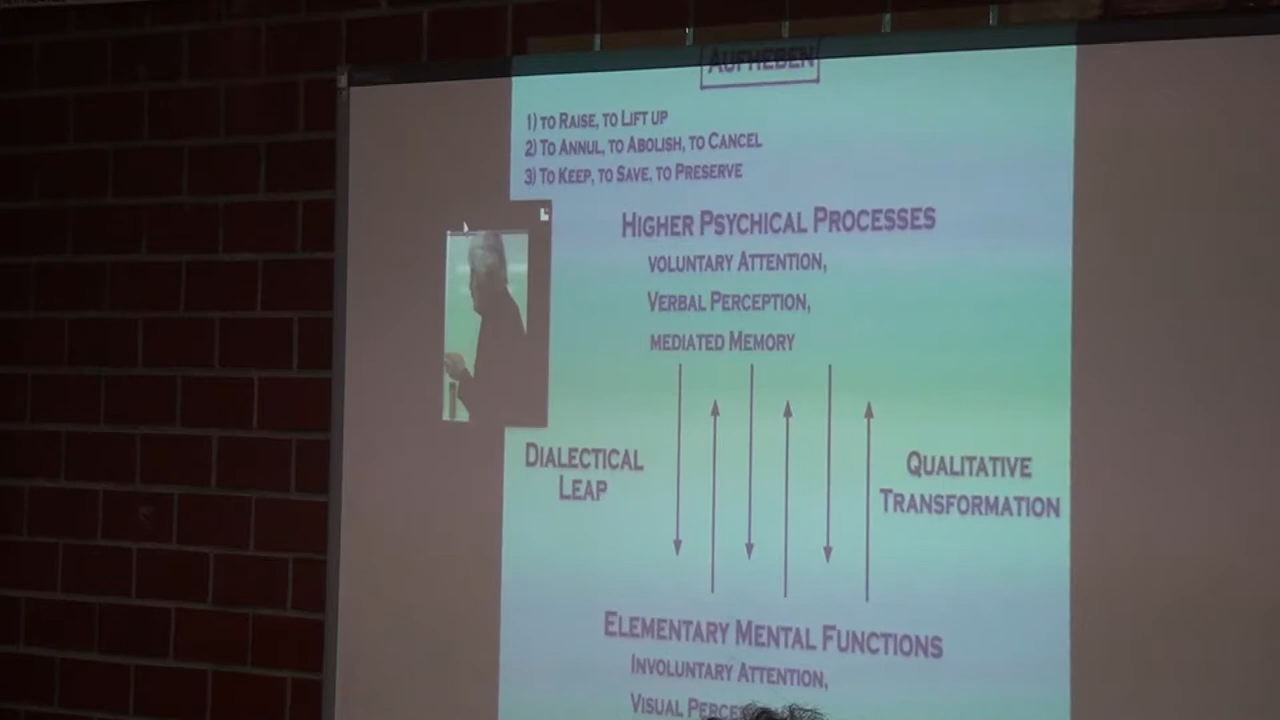 AUFHEBEN
1) TO RAISE, TO LIFT UP
2) TO ANNUL, TO ABOLISH, TO CANCEL
3) TO KEEP, TO SAVE, TO PRESERVE
HIGHER PSYCHICAL PROCESSES
VOLUNTARY ATTENTION,
VERBAL PERCEPTION,
MEDIATED MEMORY
DIALECTICAL
LEAP
QUALITATIVE
TRANSFORMATION
ELEMENTARY MENTAL FUNCTIONS
INVOLUNTARY ATTENTION,
VISUAL